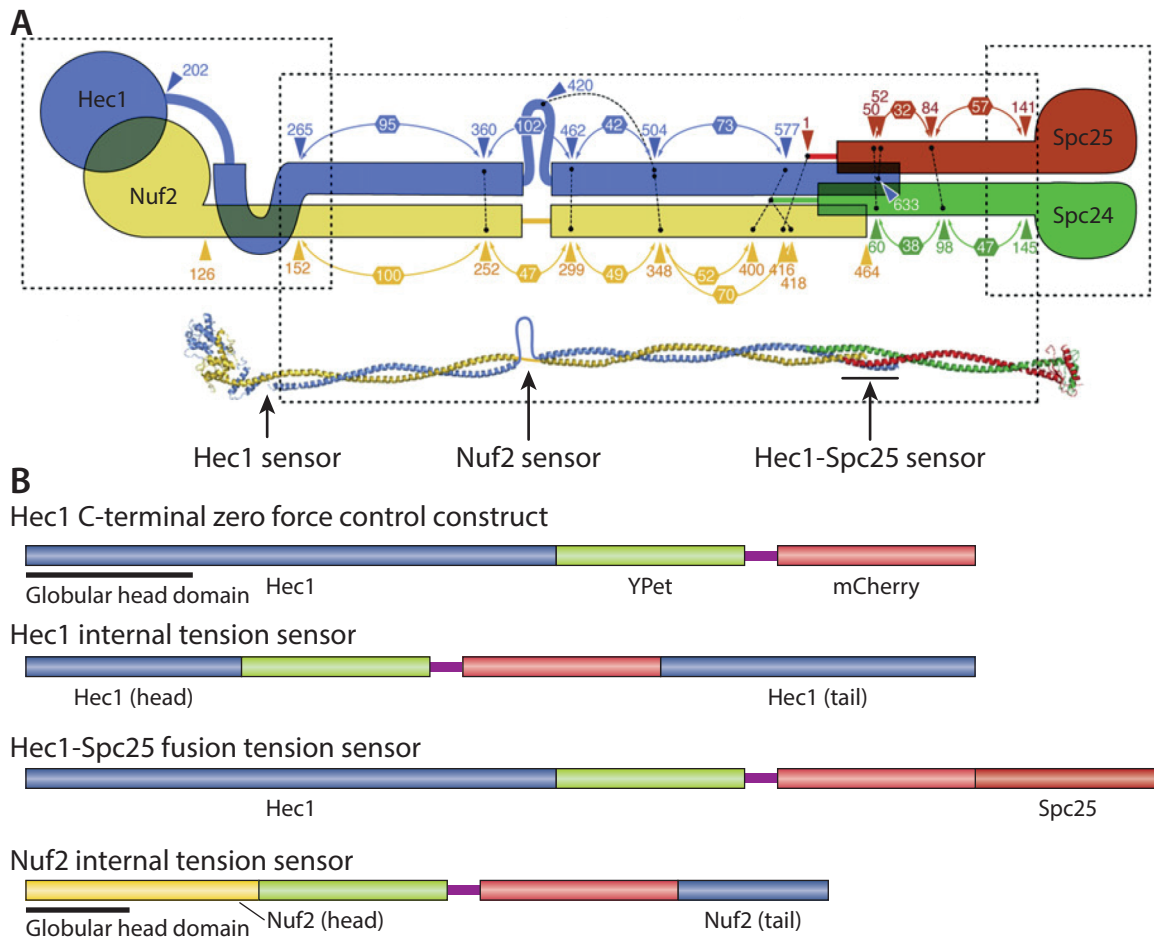 A
Hec1
202
Nuf2
126
265
95
360
102
420
462
42
504
73
577
1
52
50
32
84
57
141
Spc25
633
Spc24
152
100
252
47
299
49
348
52
70
400
416
418
464
60
38
98
47
145
Hec1 sensor
Nuf2 sensor
Hec1-Spc25 sensor
B
Hec1 C-terminal zero force control construct
Globular head domain
Hec1
YPet
mCherry
Hec1 internal tension sensor
Hec1 (head)
Hec1 (tail)
Hec1-Spc25 fusion tension sensor
Hec1
Spc25
Nuf2 internal tension sensor
Globular head domain
Nuf2 (head)
Nuf2 (tail)